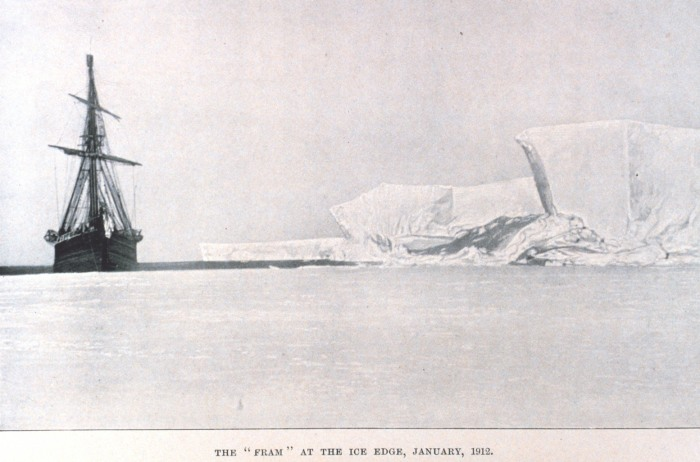 THE "FRAM" AT THE ICE EDGE, JANUARY, 1912.